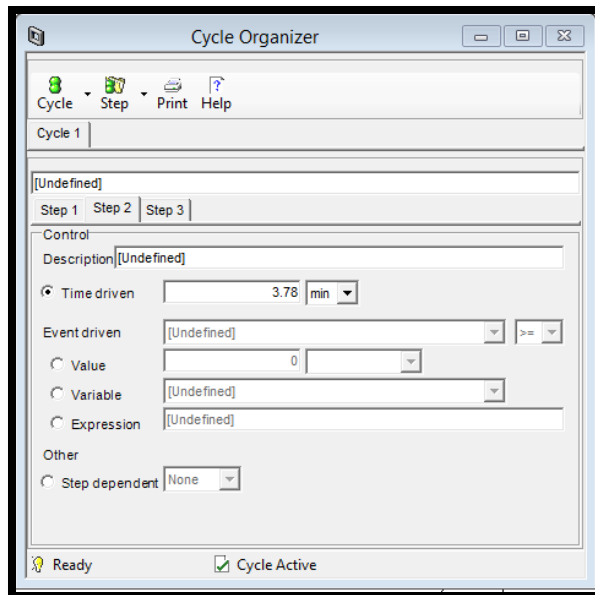 Cycle Organizer
Cycle Step Print Help
Cycle 1
[Undefined]
Step 1 Step 2 Step 3
Control
Description [Undefined]
Time driven 3.78 min
Event driven [Undefined] >=
Value 0
Variable [Undefined]
Expression [Undefined]
Other
Step dependent None
Ready Cycle Active